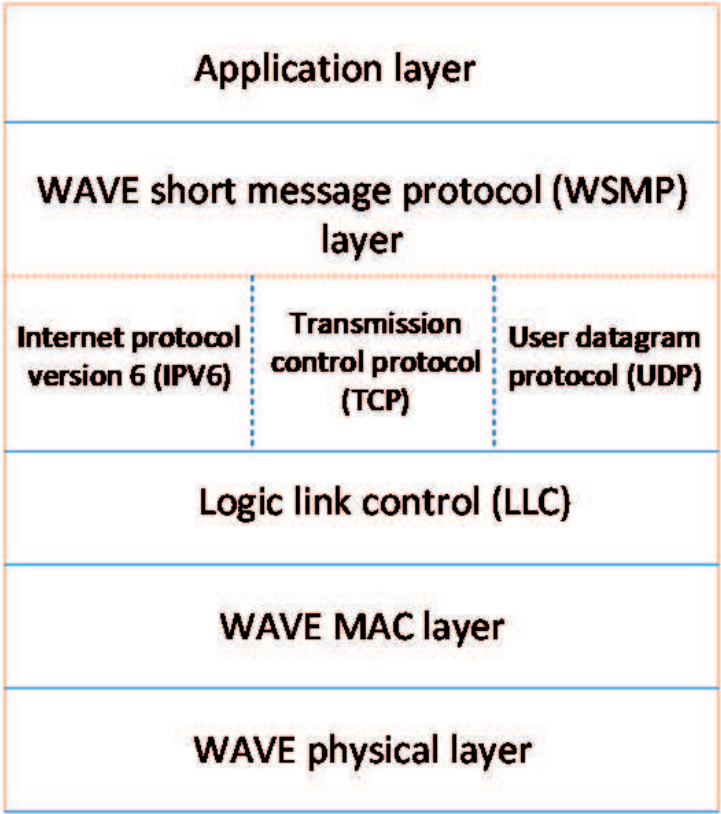 Application layer
WAVE short message protocol (WSMP)
layer
Internet protocol
version 6 (IPV6)
Transmission
control protocol
(TCP)
User datagram
protocol (UDP)
Logic link control (LLC)
WAVE MAC layer
WAVE physical layer